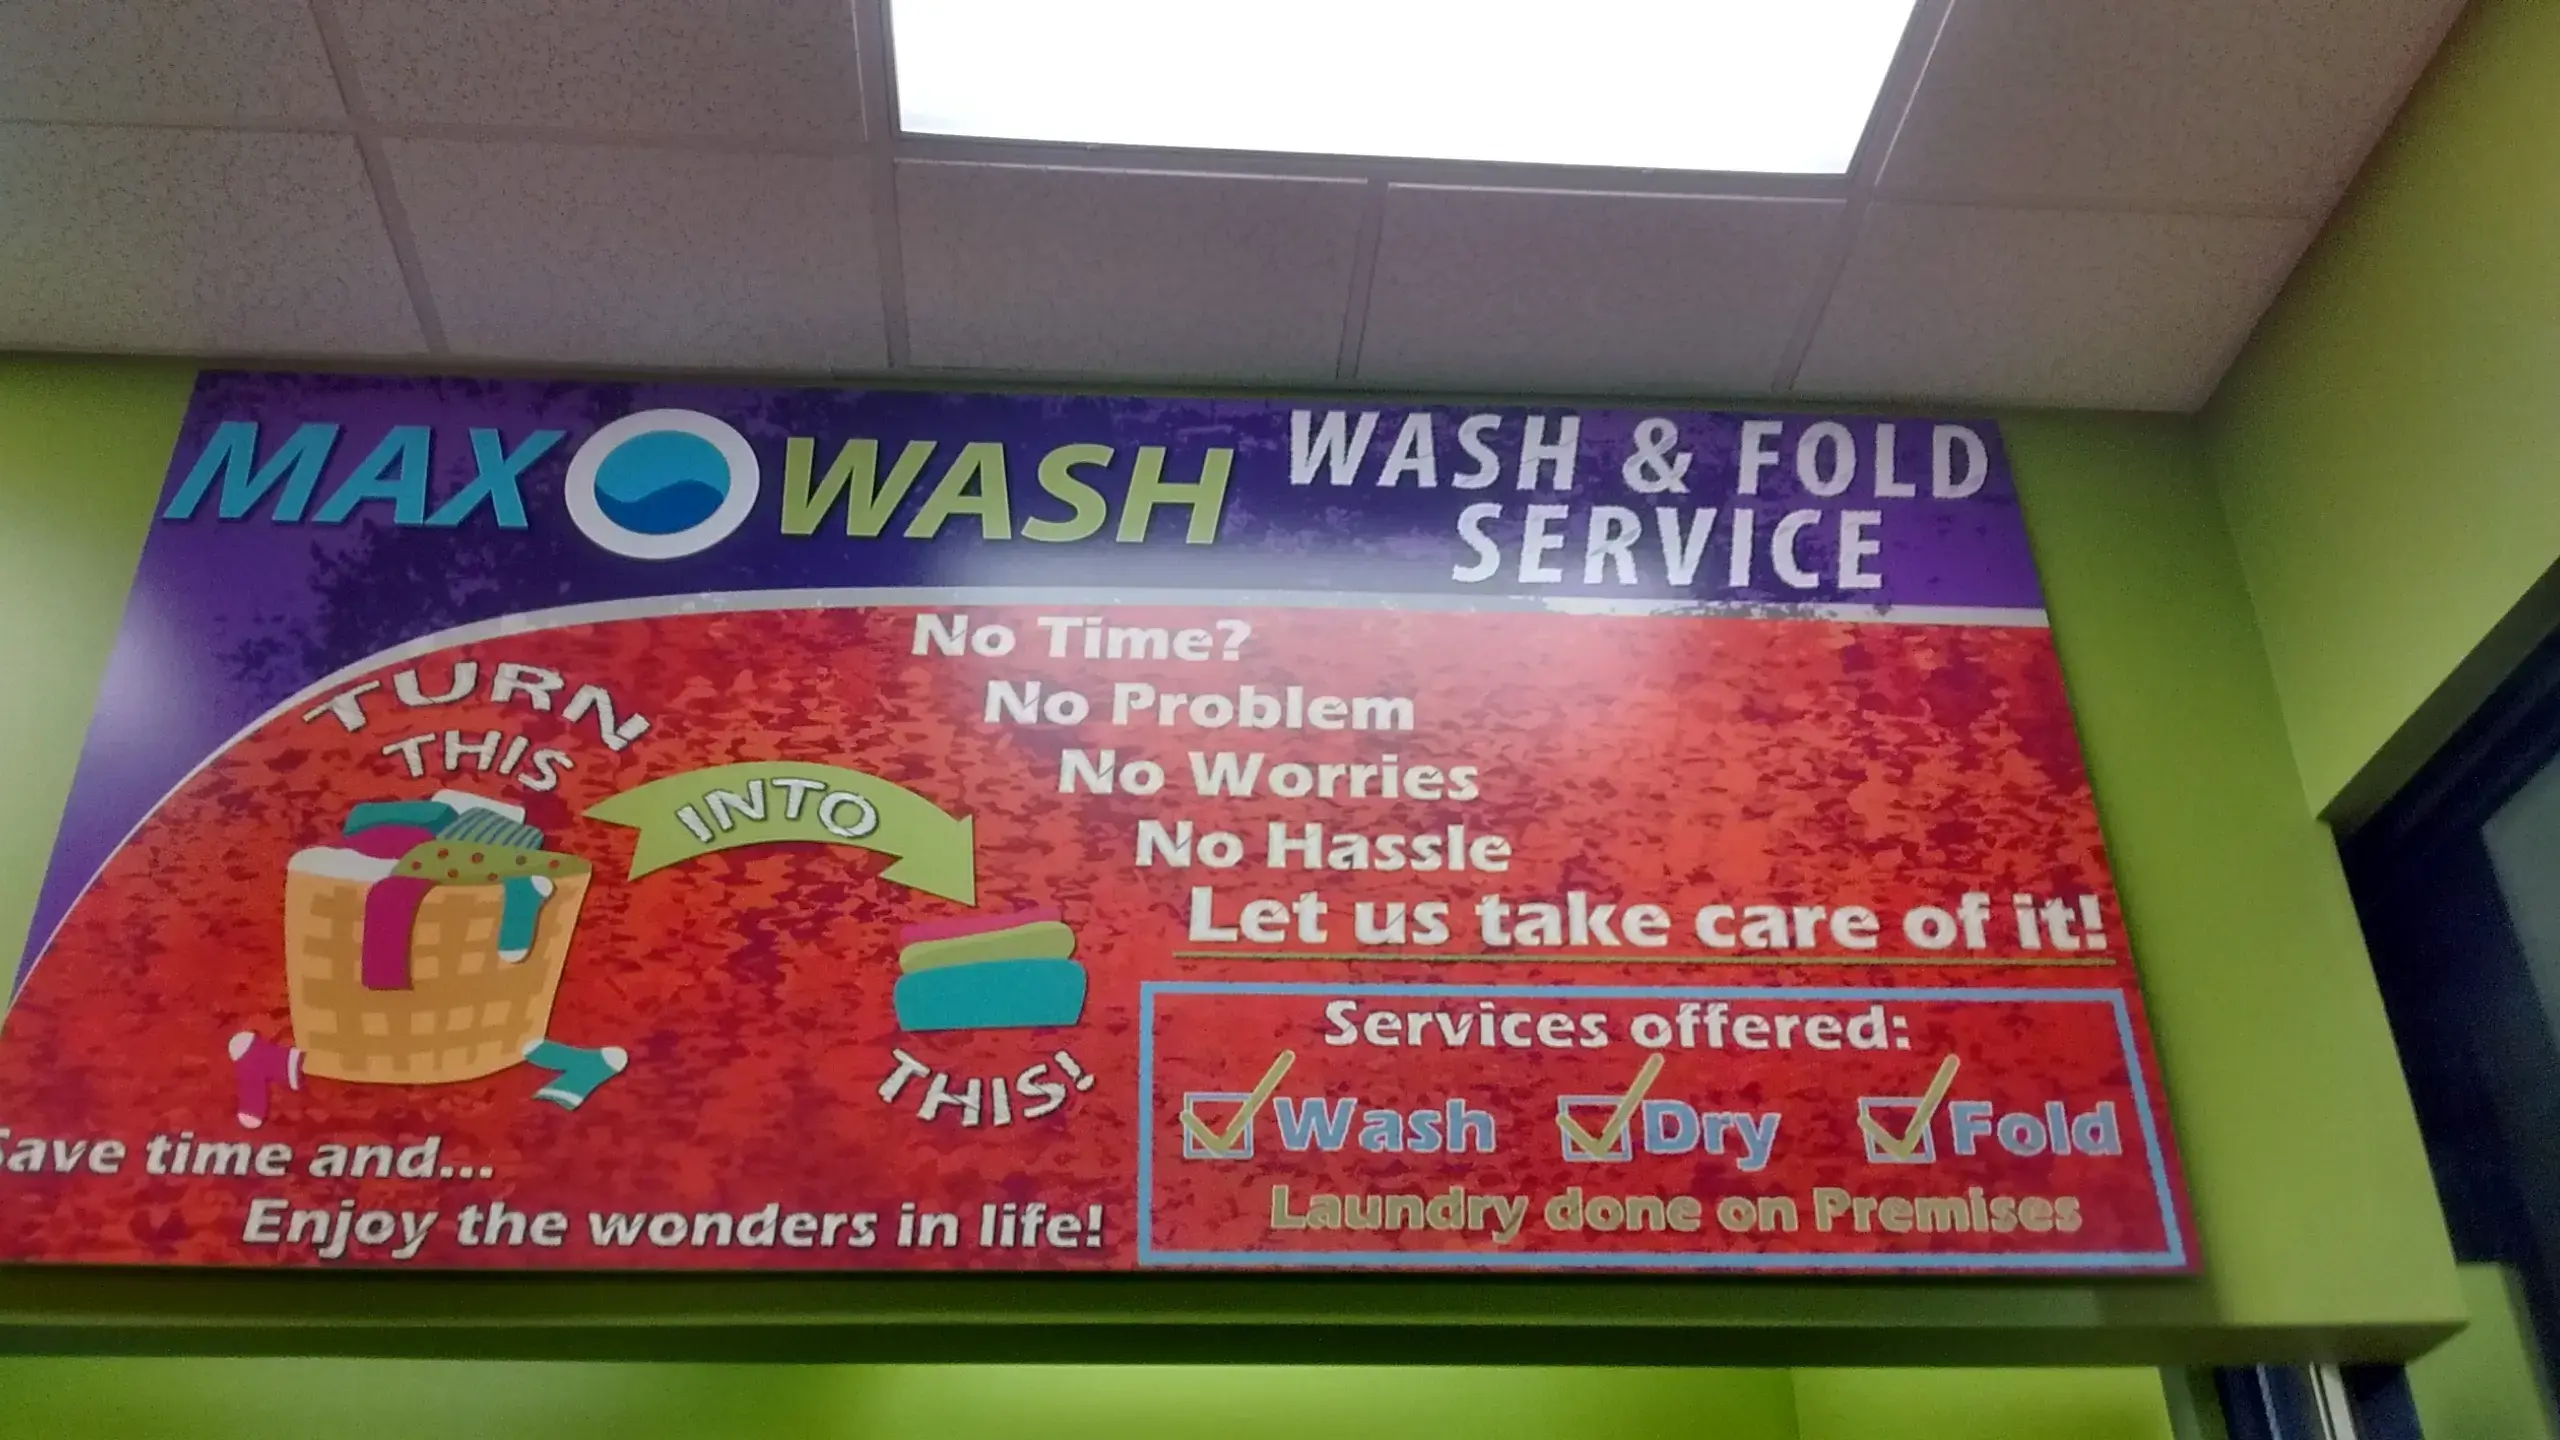 MAX WASH
WASH & FOLD
SERVICE
No Time?
No Problem
No Worries
No Hassle
Let us take care of it!
TURN
THIS
INTO
THIS!
Save time and...
Enjoy the wonders in life!
Services offered:
Wash Dry Fold
Laundry done on Premises